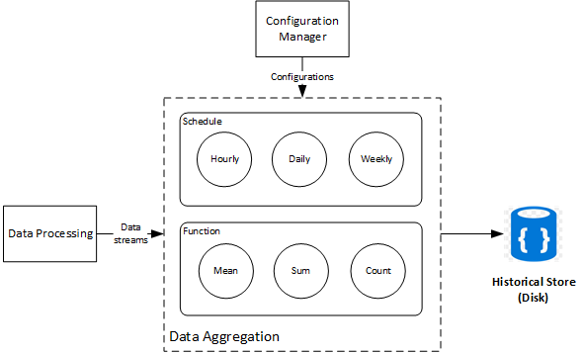 Configuration
Manager
Configurations
Schedule
Hourly
Daily
Weekly
Data Processing
Data
streams
Function
Mean
Sum
Count
{ }
Historical Store
(Disk)
Data Aggregation